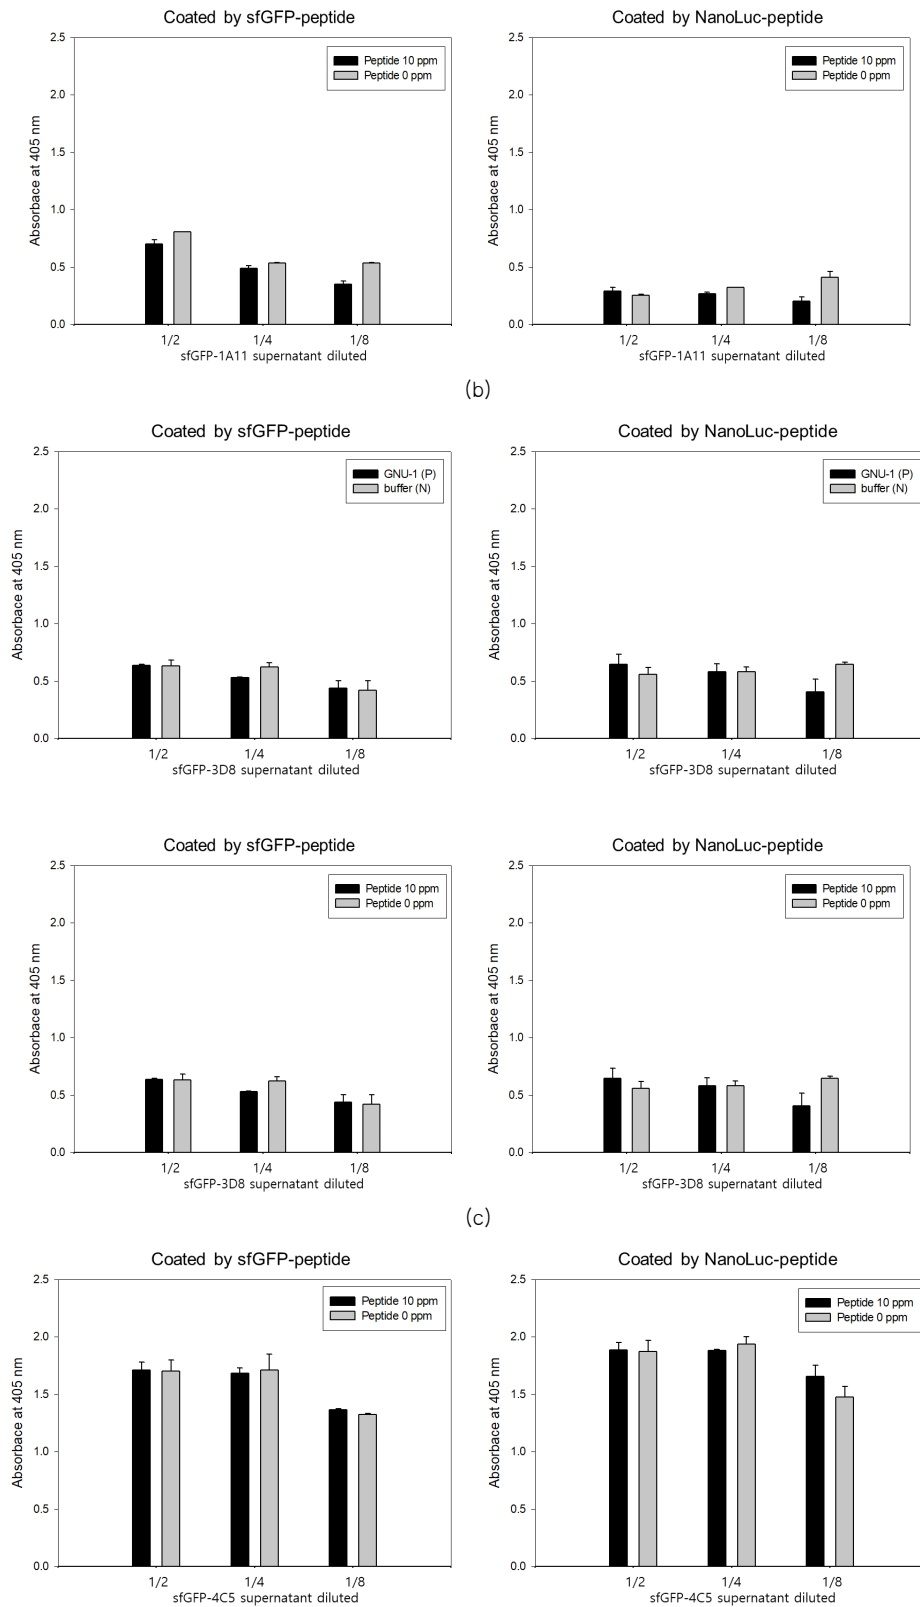 Coated by sfGFP-peptide
Absorbace at 405 nm
2.5
2.0
1.5
1.0
0.5
0.0
Peptide 10 ppm
Peptide 0 ppm
1/2 1/4 1/8
sfGFP-1A11 supernatant diluted
Coated by NanoLuc-peptide
Absorbace at 405 nm
2.5
2.0
1.5
1.0
0.5
0.0
Peptide 10 ppm
Peptide 0 ppm
1/2 1/4 1/8
sfGFP-1A11 supernatant diluted
(b)
Coated by sfGFP-peptide
Absorbace at 405 nm
2.5
2.0
1.5
1.0
0.5
0.0
GNU-1 (P)
buffer (N)
1/2 1/4 1/8
sfGFP-3D8 supernatant diluted
Coated by NanoLuc-peptide
Absorbace at 405 nm
2.5
2.0
1.5
1.0
0.5
0.0
GNU-1 (P)
buffer (N)
1/2 1/4 1/8
sfGFP-3D8 supernatant diluted
Coated by sfGFP-peptide
Absorbace at 405 nm
2.5
2.0
1.5
1.0
0.5
0.0
Peptide 10 ppm
Peptide 0 ppm
1/2 1/4 1/8
sfGFP-3D8 supernatant diluted
Coated by NanoLuc-peptide
Absorbace at 405 nm
2.5
2.0
1.5
1.0
0.5
0.0
Peptide 10 ppm
Peptide 0 ppm
1/2 1/4 1/8
sfGFP-3D8 supernatant diluted
(c)
Coated by sfGFP-peptide
Absorbace at 405 nm
2.5
2.0
1.5
1.0
0.5
0.0
Peptide 10 ppm
Peptide 0 ppm
1/2 1/4 1/8
sfGFP-4C5 supernatant diluted
Coated by NanoLuc-peptide
Absorbace at 405 nm
2.5
2.0
1.5
1.0
0.5
0.0
Peptide 10 ppm
Peptide 0 ppm
1/2 1/4 1/8
sfGFP-4C5 supernatant diluted